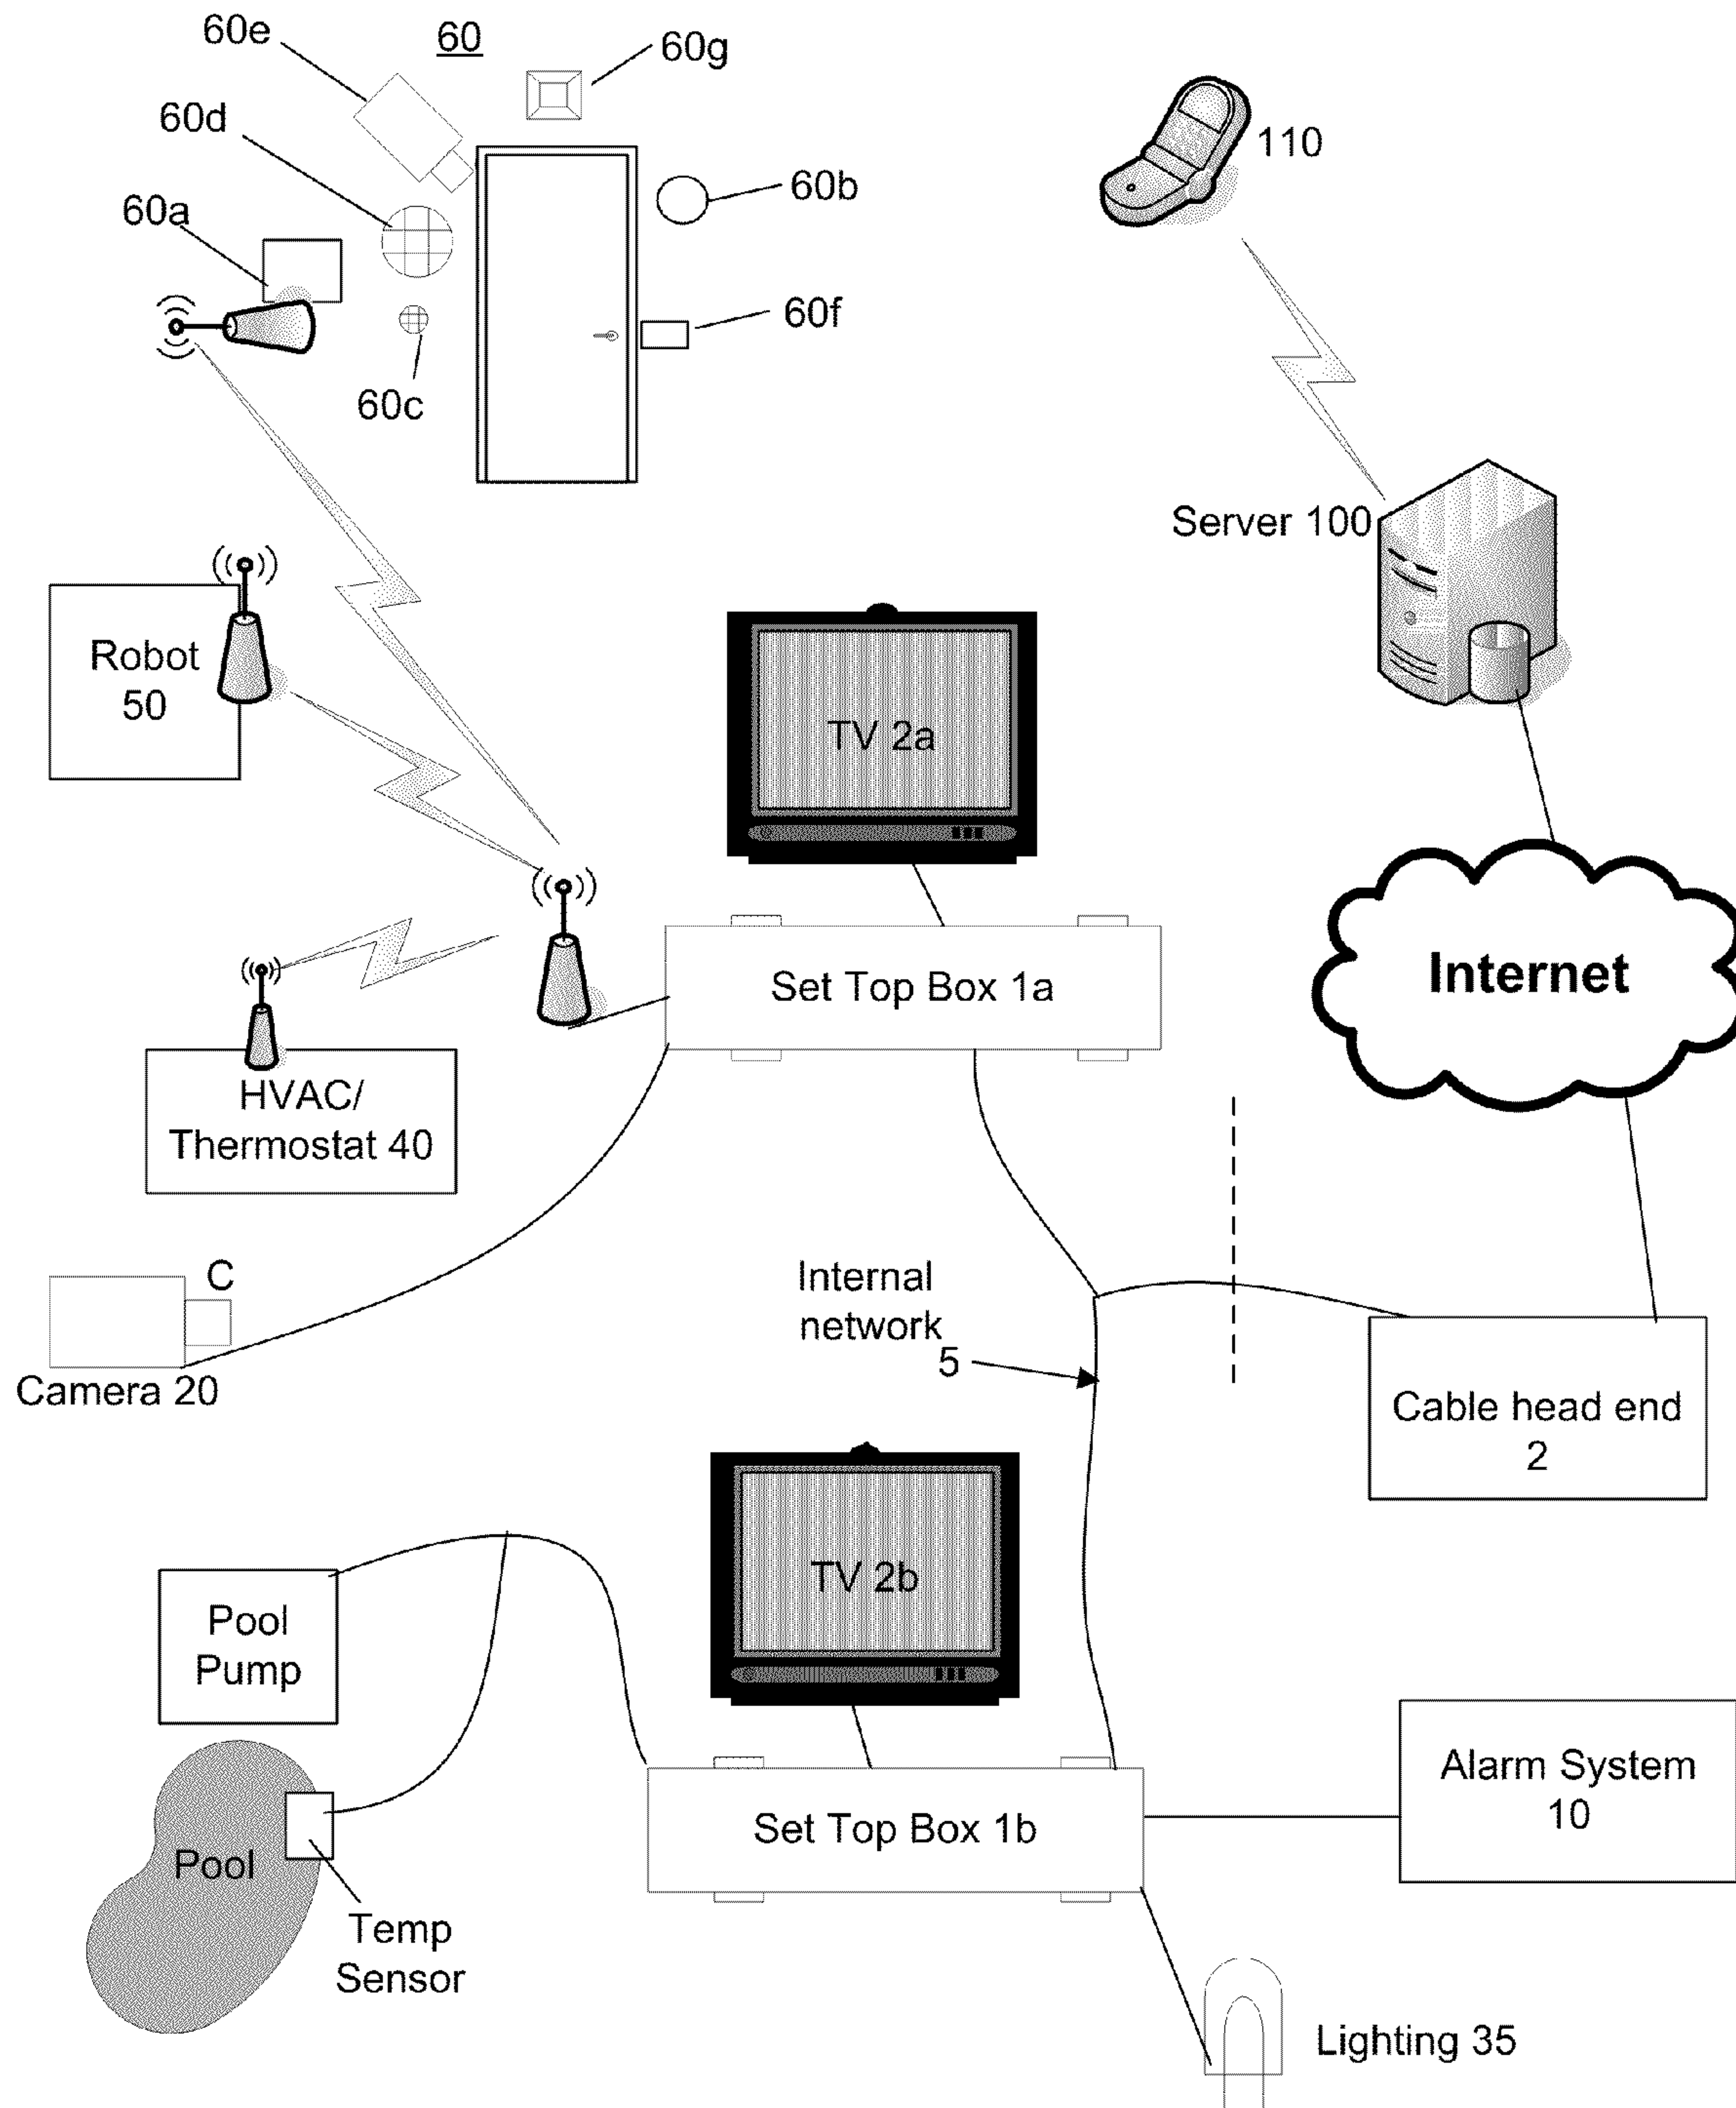 60e
60
60g
60d
110
60b
60a
60f
60c
Server 100
Robot
50
TV 2a
Internet
Set Top Box 1a
HVAC/
Thermostat 40
C
Camera 20
Internal
network
5
Cable head end
2
TV 2b
Pool
Pump
Alarm System
10
Set Top Box 1b
Pool
Temp
Sensor
Lighting 35